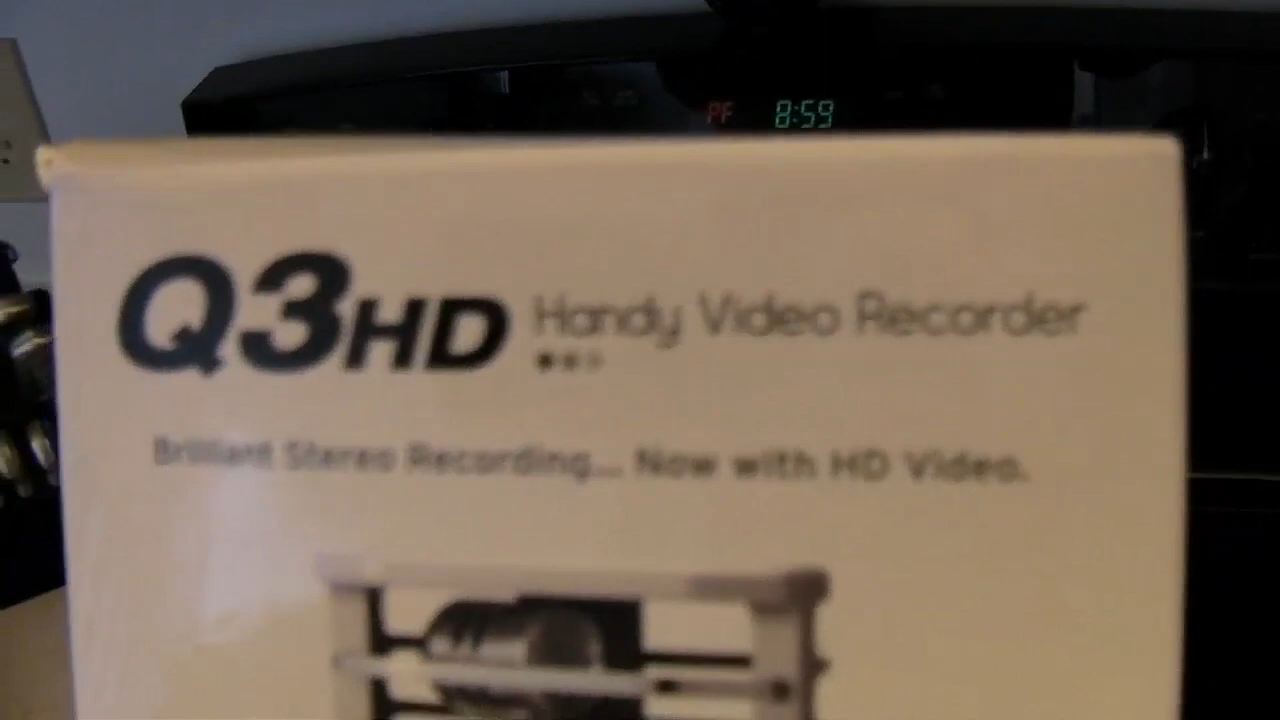 PF 8:59
Q3HD Handy Video Recorder
Brilliant Stereo Recording... Now with HD Video.